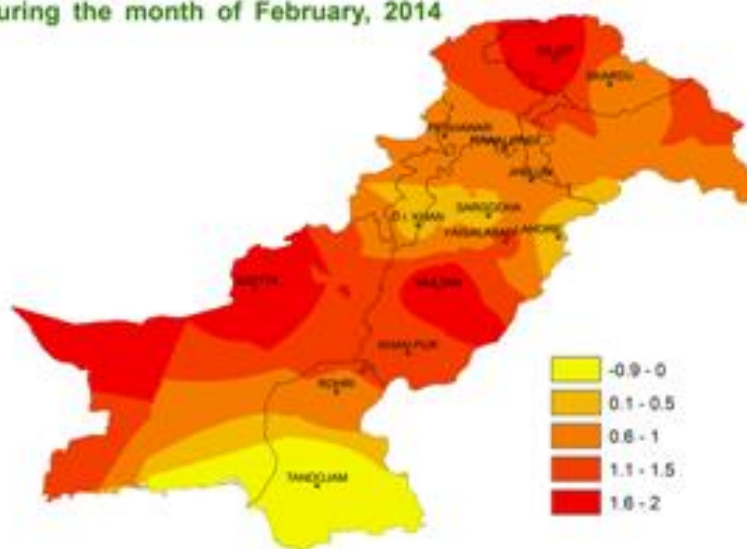 uring the month of February, 2014
SKARDU
PESHAWAR
JHELUM
SARGODHA
D.I. KHAN
FAISALABAD
LAHORE
MULTAN
KHANPUR
ROHRI
TANDOJAM
-0.9 - 0
0.1 - 0.5
0.6 - 1
1.1 - 1.5
1.6 - 2